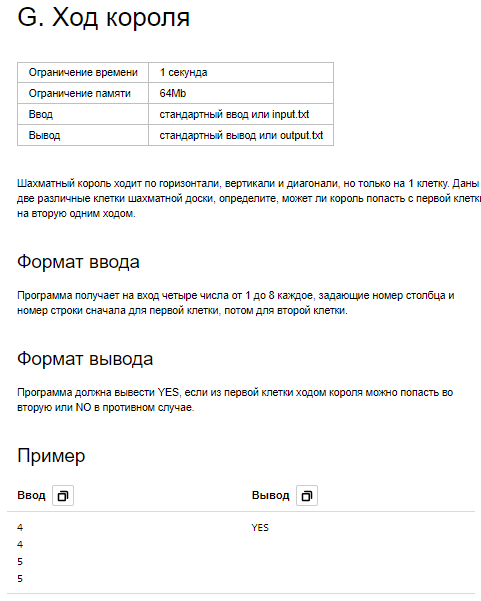 G. Ход короля
Ограничение времени 1 секунда
Ограничение памяти 64Mb
Ввод стандартный ввод или input.txt
Вывод стандартный вывод или output.txt
Шахматный король ходит по горизонтали, вертикали и диагонали, но только на 1 клетку. Даны
две различные клетки шахматной доски, определите, может ли король попасть с первой клетки
на вторую одним ходом.
Формат ввода
Программа получает на вход четыре числа от 1 до 8 каждое, задающие номер столбца и
номер строки сначала для первой клетки, потом для второй клетки.
Формат вывода
Программа должна вывести YES, если из первой клетки ходом короля можно попасть во
вторую или NO в противном случае.
Пример
Ввод Вывод
4 YES
4
5
5